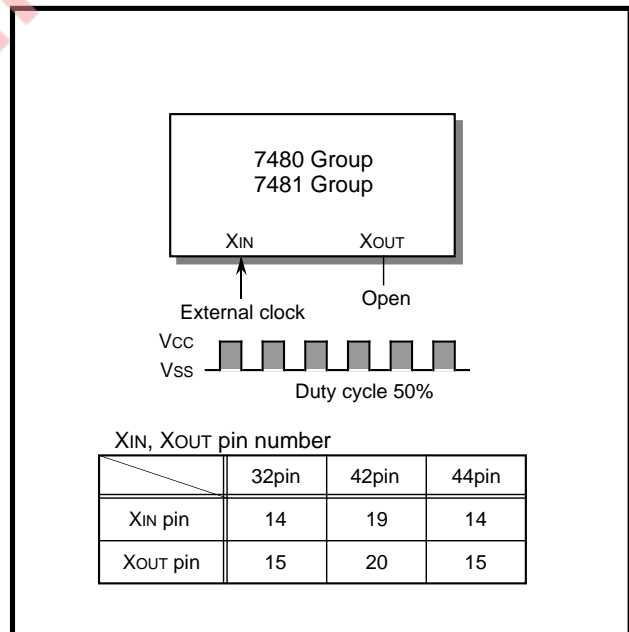 7480 Group
7481 Group
XIN XOUT
External clock
Open
VCC
VSS
Duty cycle 50%
XIN, XOUT pin number
32pin 42pin 44pin
XIN pin 14 19 14
XOUT pin 15 20 15